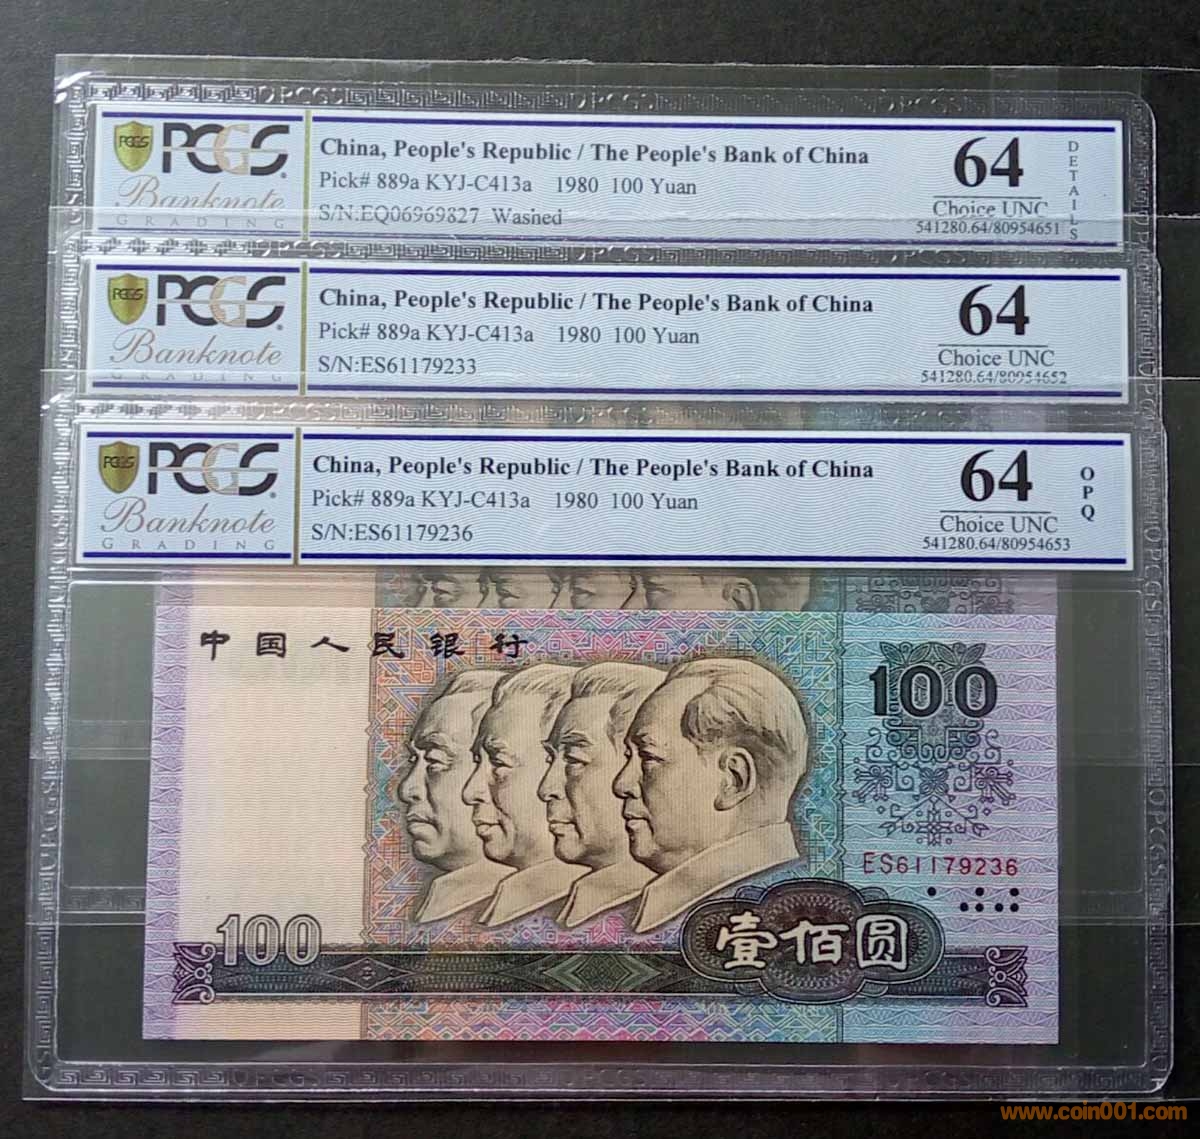 PCGS PCGS
Banknote
GRADING
China, People's Republic / The People's Bank of China
Pick# 889a KYJ-C413a 1980 100 Yuan
S/N:EQ06969827 Washed
64
Choice UNC
541280.64/80954651
DETAILS
PCGS PCGS
Banknote
GRADING
China, People's Republic / The People's Bank of China
Pick# 889a KYJ-C413a 1980 100 Yuan
S/N:ES61179233
64
Choice UNC
541280.64/80954652
PCGS PCGS
Banknote
GRADING
China, People's Republic / The People's Bank of China
Pick# 889a KYJ-C413a 1980 100 Yuan
S/N:ES61179236
64
Choice UNC
541280.64/80954653
OPQ
中国人民银行
100
ES61179236
100
壹佰圆
www.coin001.com